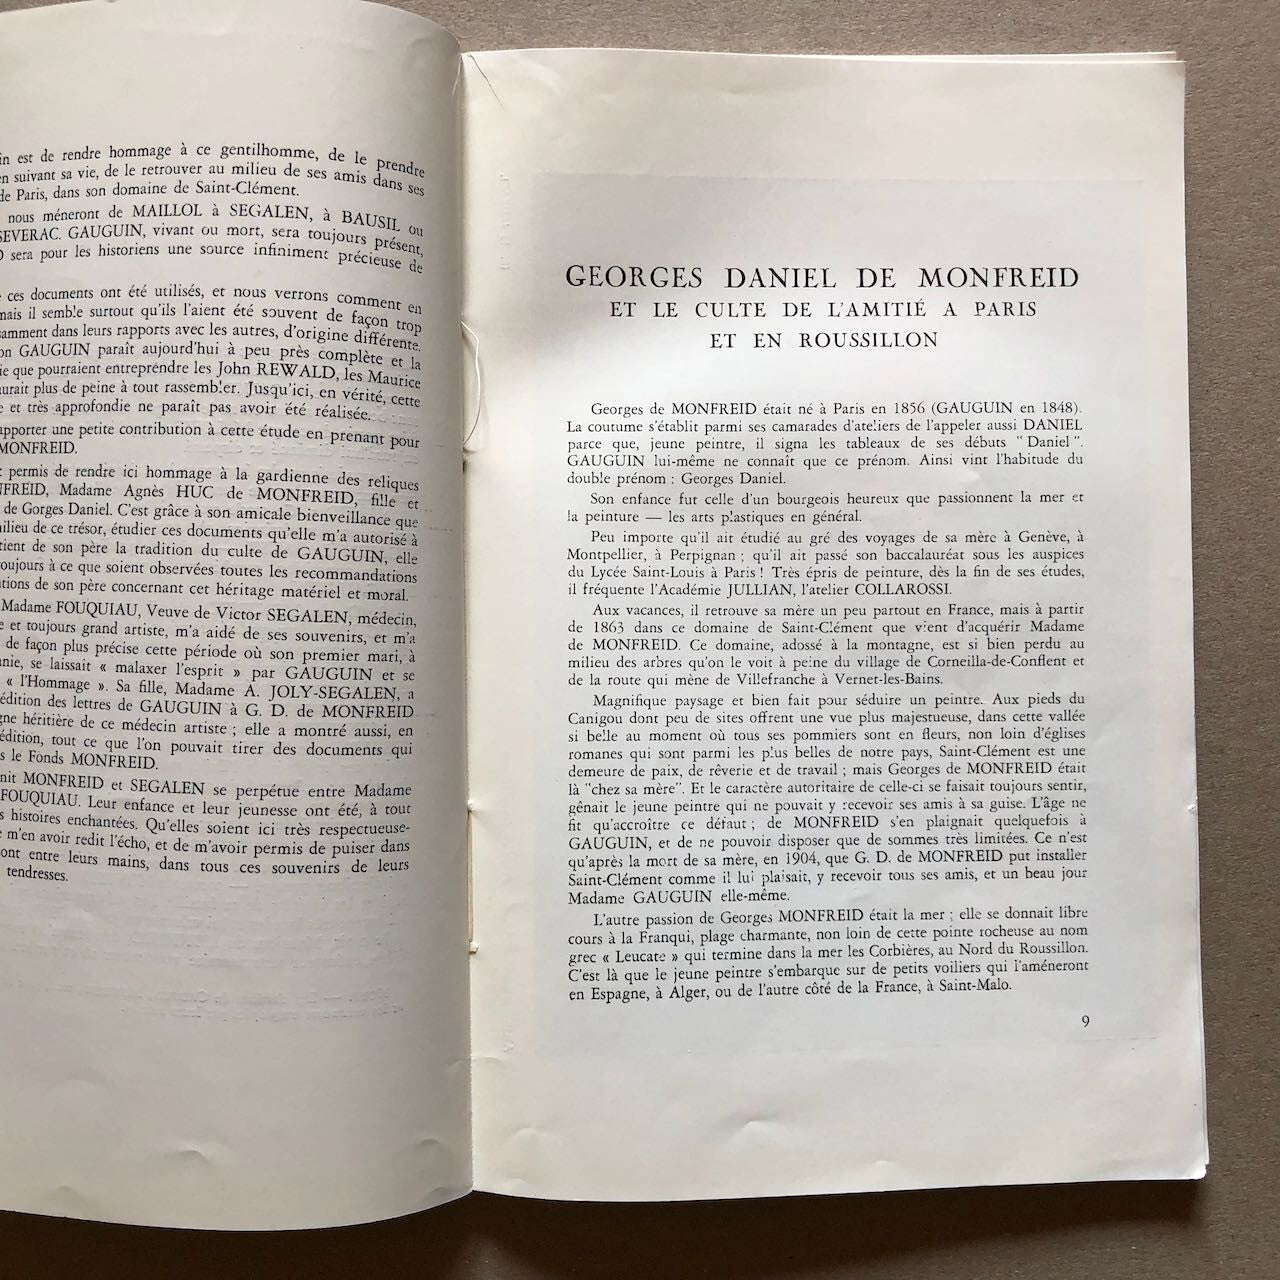 in est de rendre hommage à ce gentilhomme, de le prendre
en suivant sa vie, de le retrouver au milieu de ses amis dans ses
de Paris, dans son domaine de Saint-Clément.
nous méneront de MAILLOL à SEGALEN, à BAUSIL ou
SEVERAC. GAUGUIN, vivant ou mort, sera toujours présent,
sera pour les historiens une source infiniment précieuse de
ces documents ont été utilisés, et nous verrons comment en
mais il semble surtout qu'ils l'aient été souvent de façon trop
amment dans leurs rapports avec les autres, d'origine différente.
on GAUGUIN paraît aujourd'hui à peu près complète et la
ie que pourraient entreprendre les John REWALD, les Maurice
urait plus de peine à tout rassembler. Jusqu'ici, en vérité, cette
e et très approfondie ne paraît pas avoir été réalisée.
apporter une petite contribution à cette étude en prenant pour
MONFREID.
t permis de rendre ici hommage à la gardienne des reliques
NFREID, Madame Agnès HUC de MONFREID, fille et
de Gorges Daniel. C'est grâce à son amicale bienveillance que
milieu de ce trésor, étudier ces documents qu'elle m'a autorisé à
tient de son père la tradition du culte de GAUGUIN, elle
toujours à ce que soient observées toutes les recommandations
ations de son père concernant cet héritage matériel et moral.
Madame FOUQUIAU, Veuve de Victor SEGALEN, médecin,
e et toujours grand artiste, m'a aidé de ses souvenirs, et m'a
de façon plus précise cette période où son premier mari, à
anie, se laissait « malaxer l'esprit » par GAUGUIN et se
« l'Hommage ». Sa fille, Madame A. JOLY-SEGALEN, a
édition des lettres de GAUGUIN à G. D. de MONFREID
gne héritière de ce médecin artiste ; elle a montré aussi, en
édition, tout ce que l'on pouvait tirer des documents qui
s le Fonds MONFREID.
nit MONFREID et SEGALEN se perpétue entre Madame
FOUQUIAU. Leur enfance et leur jeunesse ont été, à tout
s histoires enchantées. Qu'elles soient ici très respectueuse-
e m'en avoir redit l'écho, et de m'avoir permis de puiser dans
ont entre leurs mains, dans tous ces souvenirs de leurs
tendresses.
GEORGES DANIEL DE MONFREID
ET LE CULTE DE L'AMITIÉ A PARIS
ET EN ROUSSILLON
Georges de MONFREID était né à Paris en 1856 (GAUGUIN en 1848).
La coutume s'établit parmi ses camarades d'ateliers de l'appeler aussi DANIEL
parce que, jeune peintre, il signa les tableaux de ses débuts " Daniel ".
GAUGUIN lui-même ne connaît que ce prénom. Ainsi vint l'habitude du
double prénom : Georges Daniel.
Son enfance fut celle d'un bourgeois heureux que passionnent la mer et
la peinture — les arts plastiques en général.
Peu importe qu'il ait étudié au gré des voyages de sa mère à Genève, à
Montpellier, à Perpignan ; qu'il ait passé son baccalauréat sous les auspices
du Lycée Saint-Louis à Paris ! Très épris de peinture, dès la fin de ses études,
il fréquente l'Académie JULLIAN, l'atelier COLLAROSSI.
Aux vacances, il retrouve sa mère un peu partout en France, mais à partir
de 1863 dans ce domaine de Saint-Clément que vient d'acquérir Madame
de MONFREID. Ce domaine, adossé à la montagne, est si bien perdu au
milieu des arbres qu'on le voit à peine du village de Corneilla-de-Conflent et
de la route qui mène de Villefranche à Vernet-les-Bains.
Magnifique paysage et bien fait pour séduire un peintre. Aux pieds du
Canigou dont peu de sites offrent une vue plus majestueuse, dans cette vallée
si belle au moment où tous ses pommiers sont en fleurs, non loin d'églises
romanes qui sont parmi les plus belles de notre pays, Saint-Clément est une
demeure de paix, de rêverie et de travail ; mais Georges de MONFREID était
là "chez sa mère". Et le caractère autoritaire de celle-ci se faisait toujours sentir,
gênait le jeune peintre qui ne pouvait y recevoir ses amis à sa guise. L'âge ne
fit qu'accroître ce défaut ; de MONFREID s'en plaignait quelquefois à
GAUGUIN, et de ne pouvoir disposer que de sommes très limitées. Ce n'est
qu'après la mort de sa mère, en 1904, que G. D. de MONFREID put installer
Saint-Clément comme il lui plaisait, y recevoir tous ses amis, et un beau jour
Madame GAUGUIN elle-même.
L'autre passion de Georges MONFREID était la mer ; elle se donnait libre
cours à la Franqui, plage charmante, non loin de cette pointe rocheuse au nom
grec « Leucate » qui termine dans la mer les Corbières, au Nord du Roussillon.
C'est là que le jeune peintre s'embarque sur de petits voiliers qui l'améneront
en Espagne, à Alger, ou de l'autre côté de la France, à Saint-Malo.
9